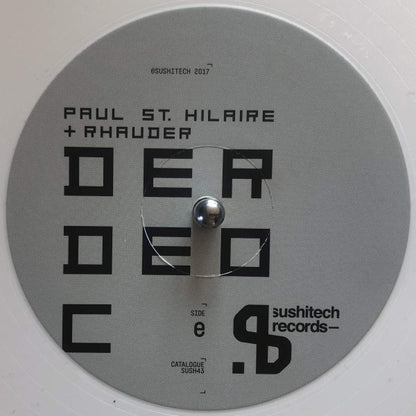 ©SUSHITECH 2017
PAUL ST. HILAIRE
+ RHAUDER
DER
DEO
C
SIDE
e
CATALOGUE
SUSH43
sushitech
records—